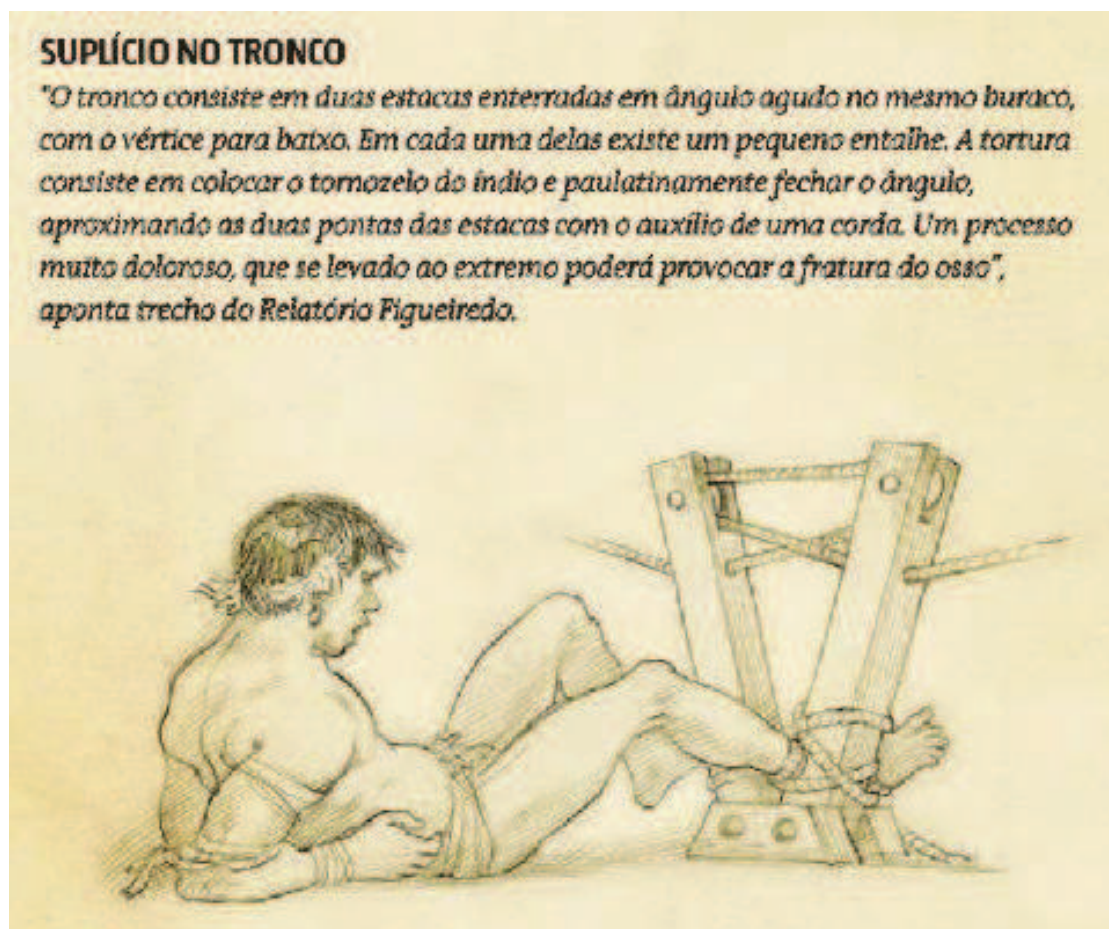 SUPLÍCIO NO TRONCO
"O tronco consiste em duas estacas enterradas em ângulo agudo no mesmo buraco,
com o vértice para baixo. Em cada uma delas existe um pequeno entalhe. A tortura
consiste em colocar o tornozelo do índio e paulatinamente fechar o ângulo,
aproximando as duas pontas das estacas com o auxílio de uma corda. Um processo
muito doloroso, que se levado ao extremo poderá provocar a fratura do osso",
aponta trecho do Relatório Figueiredo.